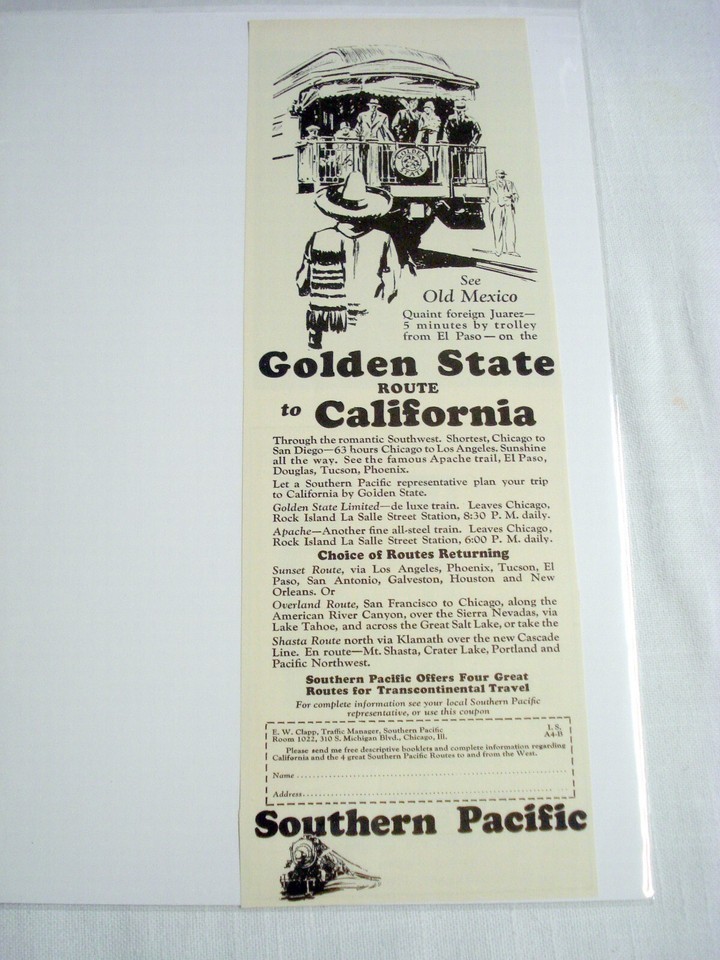 GOLDEN
STATE
See
Old Mexico
Quaint foreign Juarez—
5 minutes by trolley
from El Paso—on the
Golden State
ROUTE
to California
Through the romantic Southwest. Shortest, Chicago to
San Diego—63 hours Chicago to Los Angeles. Sunshine
all the way. See the famous Apache trail, El Paso,
Douglas, Tucson, Phoenix.
Let a Southern Pacific representative plan your trip
to California by Golden State.
Golden State Limited—de luxe train. Leaves Chicago,
Rock Island La Salle Street Station, 8:30 P. M. daily.
Apache—Another fine all-steel train. Leaves Chicago,
Rock Island La Salle Street Station, 6:00 P. M. daily.
Choice of Routes Returning
Sunset Route, via Los Angeles, Phoenix, Tucson, El
Paso, San Antonio, Galveston, Houston and New
Orleans. Or
Overland Route, San Francisco to Chicago, along the
American River Canyon, over the Sierra Nevadas, via
Lake Tahoe, and across the Great Salt Lake, or take the
Shasta Route north via Klamath over the new Cascade
Line. En route—Mt. Shasta, Crater Lake, Portland and
Pacific Northwest.
Southern Pacific Offers Four Great
Routes for Transcontinental Travel
For complete information see your local Southern Pacific
representative, or use this coupon
E. W. Clapp, Traffic Manager, Southern Pacific I. S.
Room 1022, 310 S. Michigan Blvd., Chicago, Ill. A4-B
Please send me free descriptive booklets and complete information regarding
California and the 4 great Southern Pacific Routes to and from the West.
Name
Address
Southern Pacific